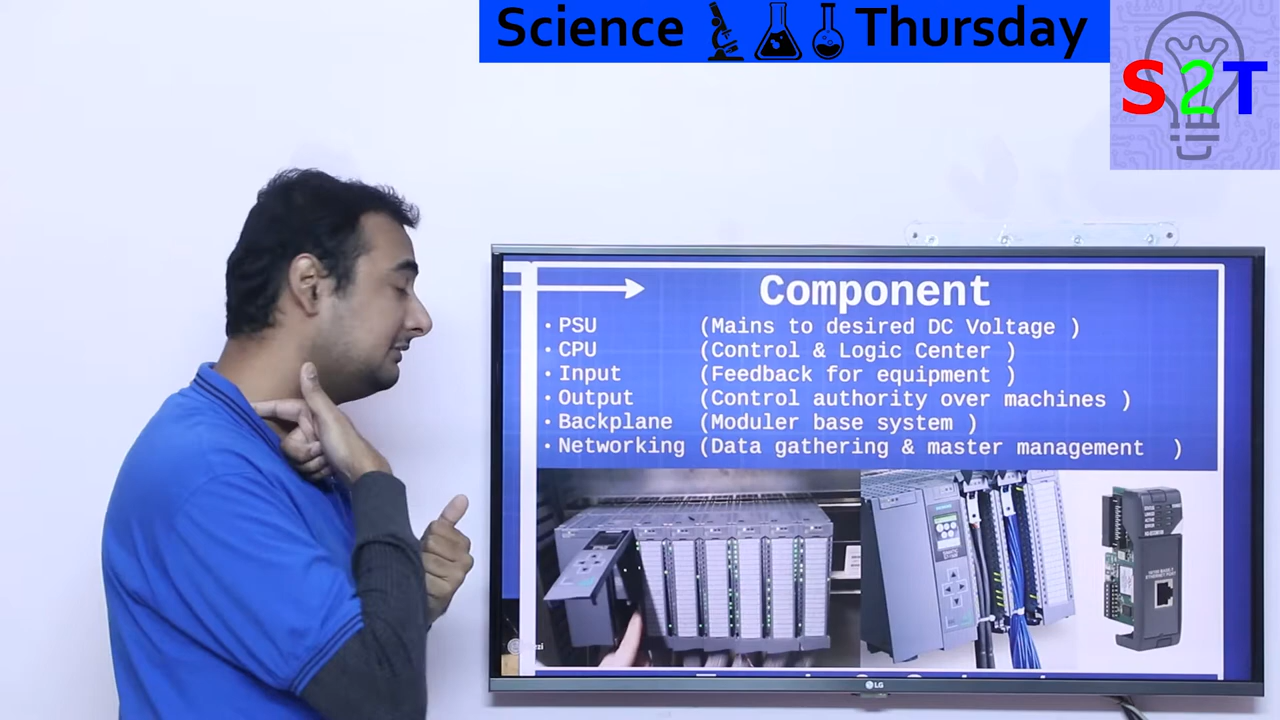 Science Thursday
S2T
Component
• PSU (Mains to desired DC Voltage )
• CPU (Control & Logic Center )
• Input (Feedback for equipment )
• Output (Control authority over machines )
• Backplane (Moduler base system )
• Networking (Data gathering & master management )
SIEMENS
LG